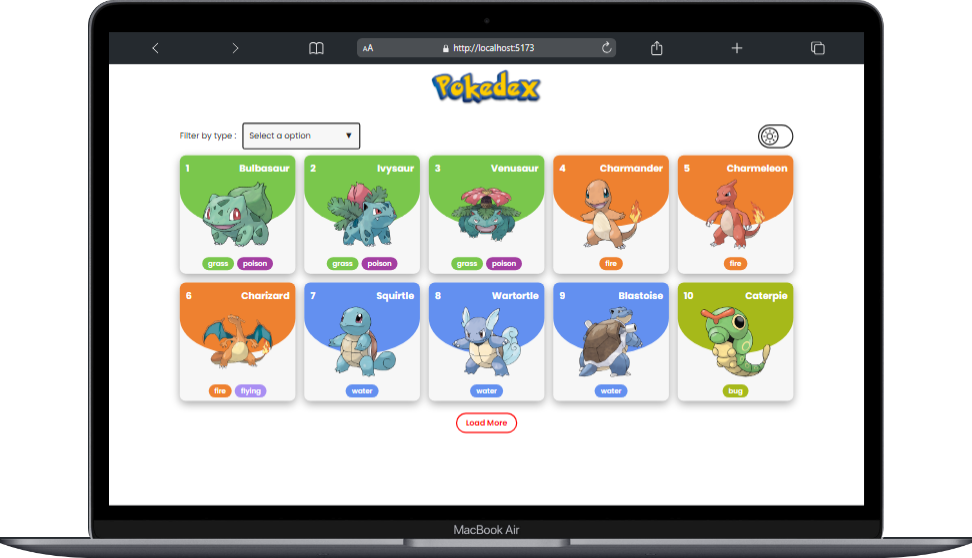 AA http://localhost:5173
Pokedex
Filter by type : Select a option
1 Bulbasaur
grass poison
2 Ivysaur
grass poison
3 Venusaur
grass poison
4 Charmander
fire
5 Charmeleon
fire
6 Charizard
fire flying
7 Squirtle
water
8 Wartortle
water
9 Blastoise
water
10 Caterpie
bug
Load More
MacBook Air